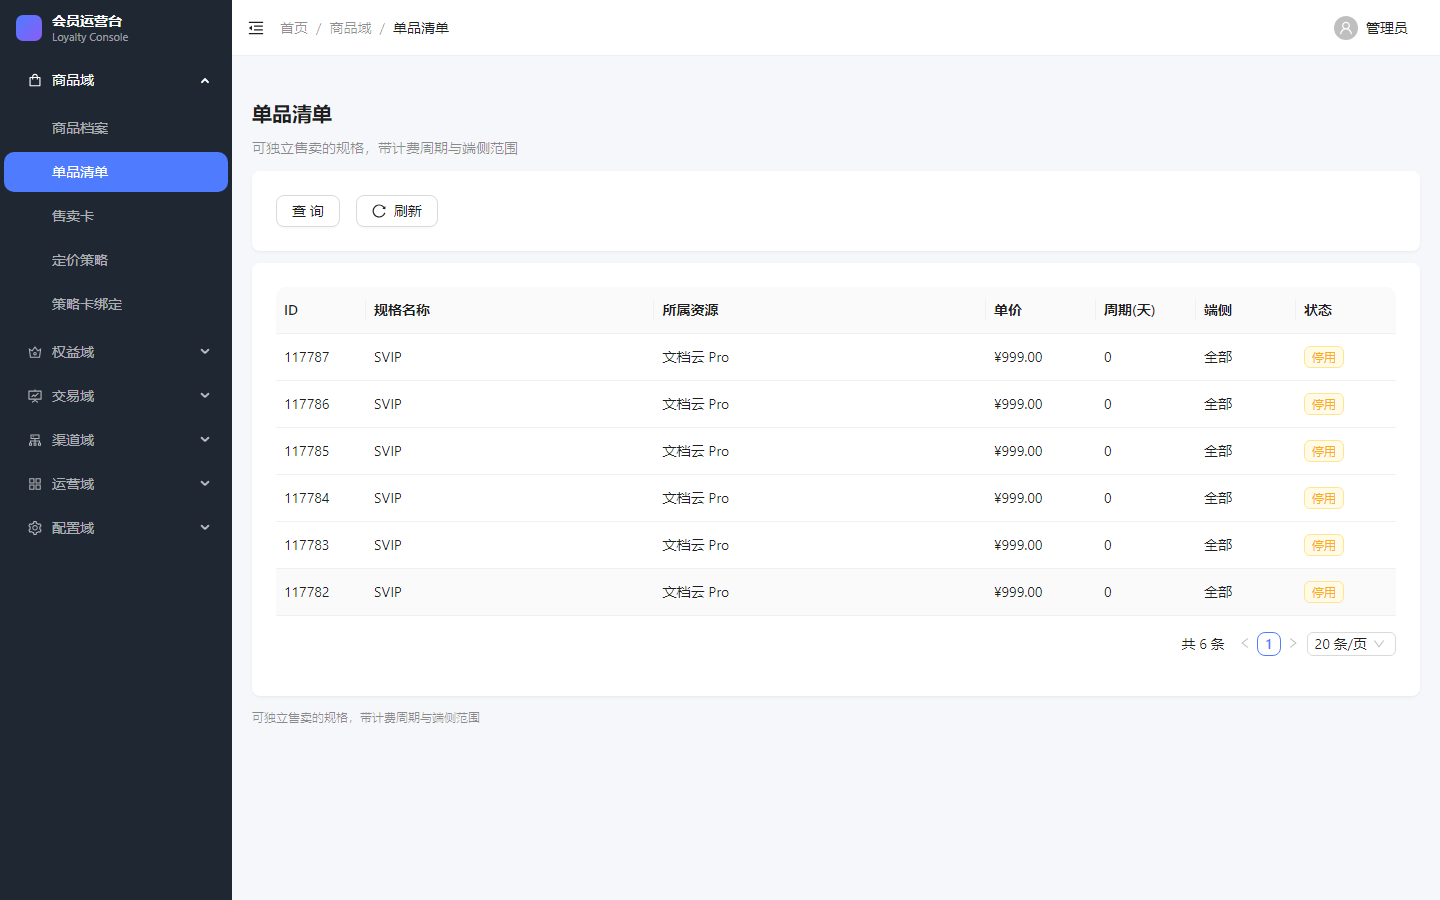 会员运营台
Loyalty Console
商品域
商品档案
单品清单
售卖卡
定价策略
策略卡绑定
权益域
交易域
渠道域
运营域
配置域
首页 / 商品域 / 单品清单
管理员
单品清单
可独立售卖的规格，带计费周期与端侧范围
查 询 刷新
ID 规格名称 所属资源 单价 周期(天) 端侧 状态
117787 SVIP 文档云 Pro ¥999.00 0 全部 停用
117786 SVIP 文档云 Pro ¥999.00 0 全部 停用
117785 SVIP 文档云 Pro ¥999.00 0 全部 停用
117784 SVIP 文档云 Pro ¥999.00 0 全部 停用
117783 SVIP 文档云 Pro ¥999.00 0 全部 停用
117782 SVIP 文档云 Pro ¥999.00 0 全部 停用
共 6 条 < 1 > 20 条/页
可独立售卖的规格，带计费周期与端侧范围